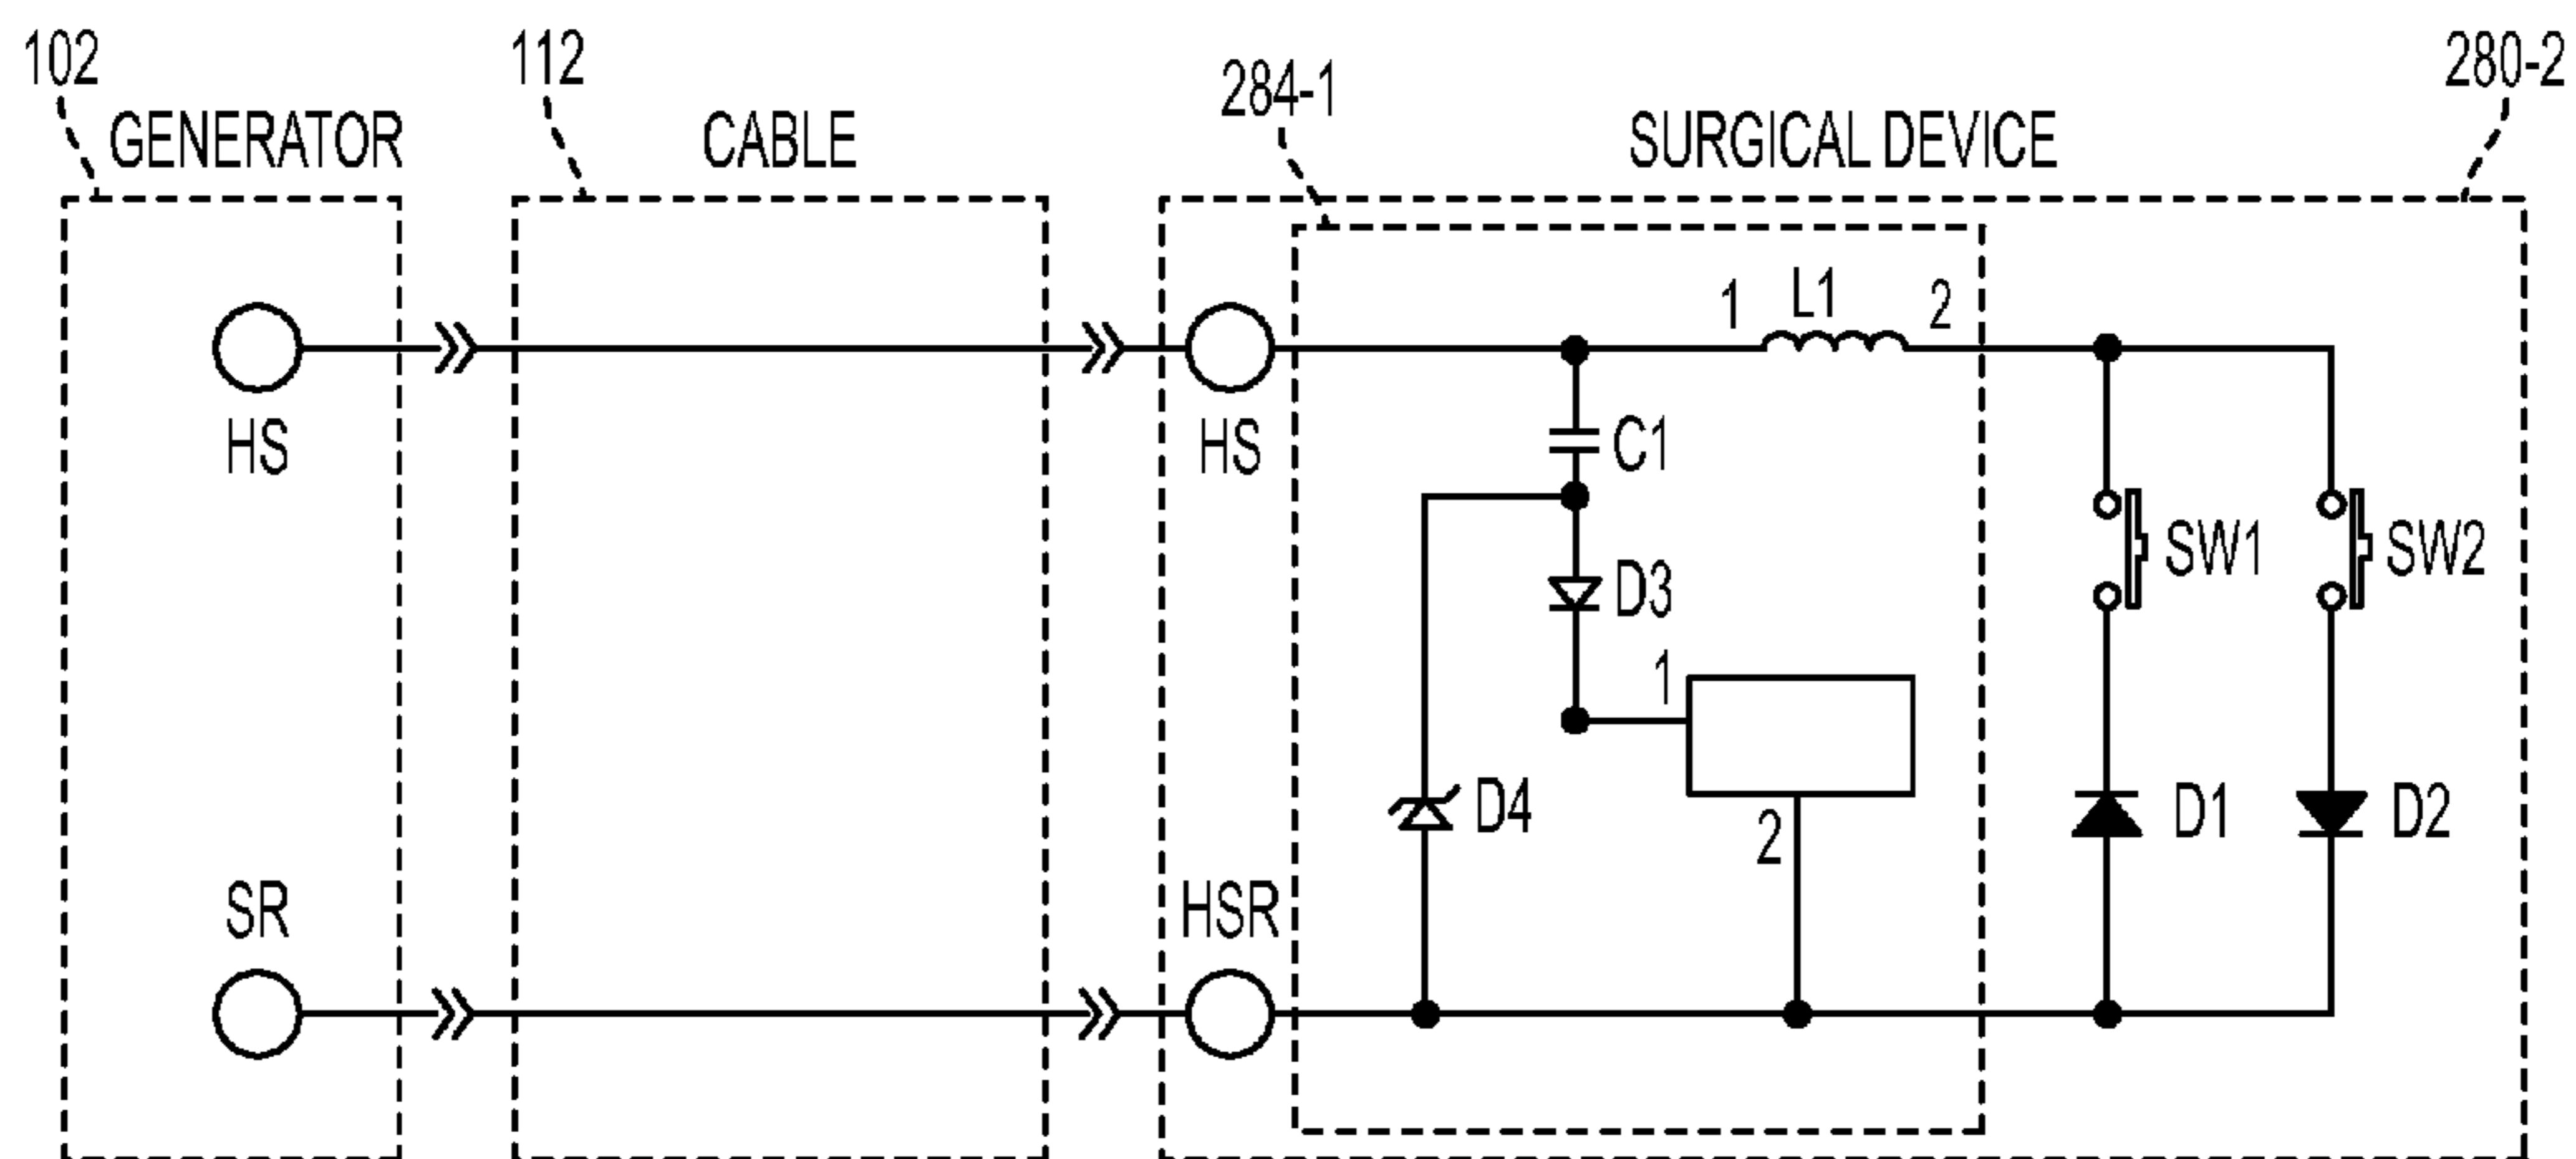 102
112
284-1
280-2
GENERATOR
CABLE
SURGICAL DEVICE
1
L1
2
HS
HS
C1
SW1
SW2
D3
1
D4
2
D1
D2
SR
HSR